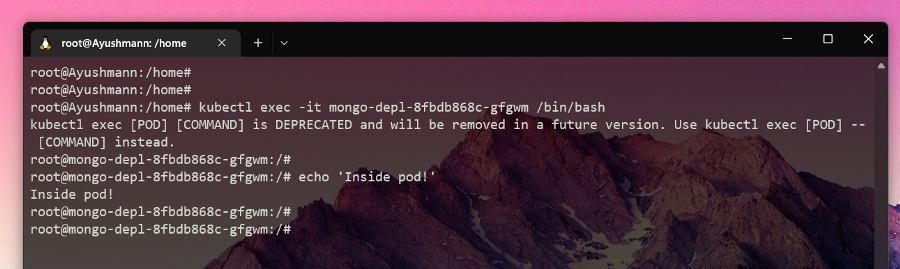 root@Ayushmann: /home
root@Ayushmann:/home#
root@Ayushmann:/home#
root@Ayushmann:/home# kubectl exec -it mongo-depl-8fbdb868c-gfgwm /bin/bash
kubectl exec [POD] [COMMAND] is DEPRECATED and will be removed in a future version. Use kubectl exec [POD] --
 [COMMAND] instead.
root@mongo-depl-8fbdb868c-gfgwm:/#
root@mongo-depl-8fbdb868c-gfgwm:/# echo 'Inside pod!'
Inside pod!
root@mongo-depl-8fbdb868c-gfgwm:/#
root@mongo-depl-8fbdb868c-gfgwm:/#